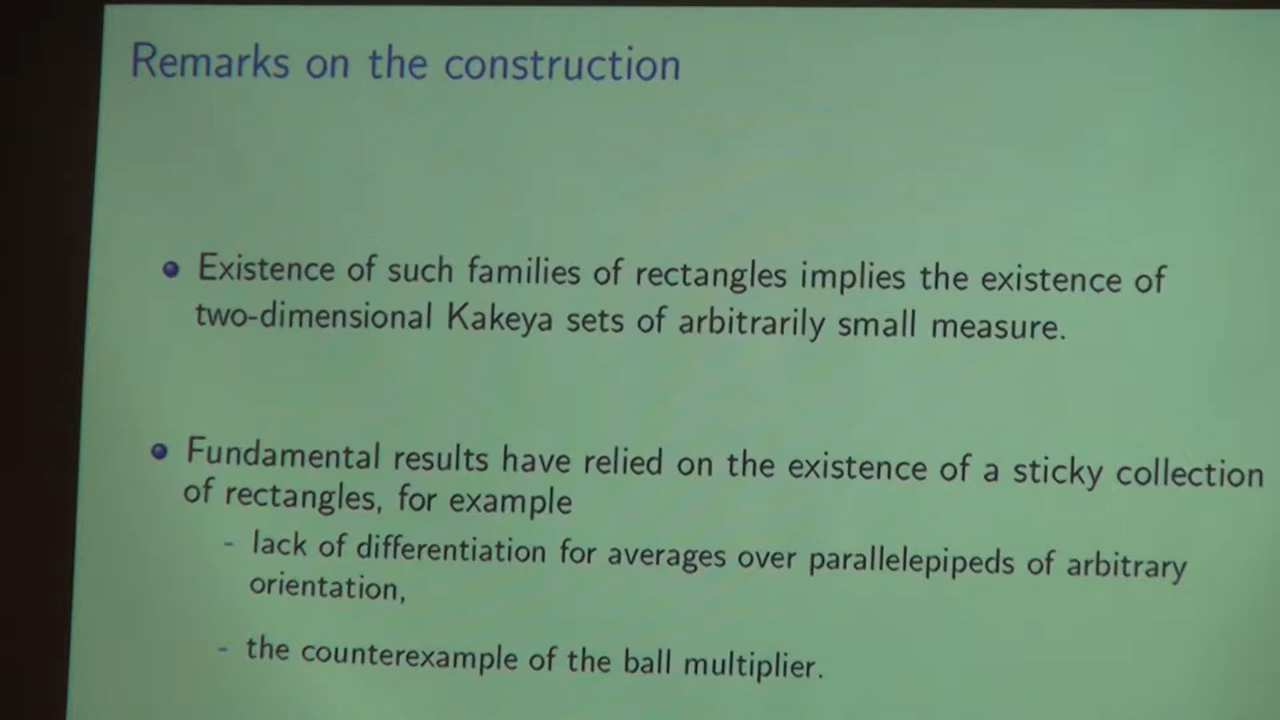 Remarks on the construction
Existence of such families of rectangles implies the existence of
two-dimensional Kakeya sets of arbitrarily small measure.
Fundamental results have relied on the existence of a sticky collection
of rectangles, for example
- lack of differentiation for averages over parallelepipeds of arbitrary
orientation,
- the counterexample of the ball multiplier.